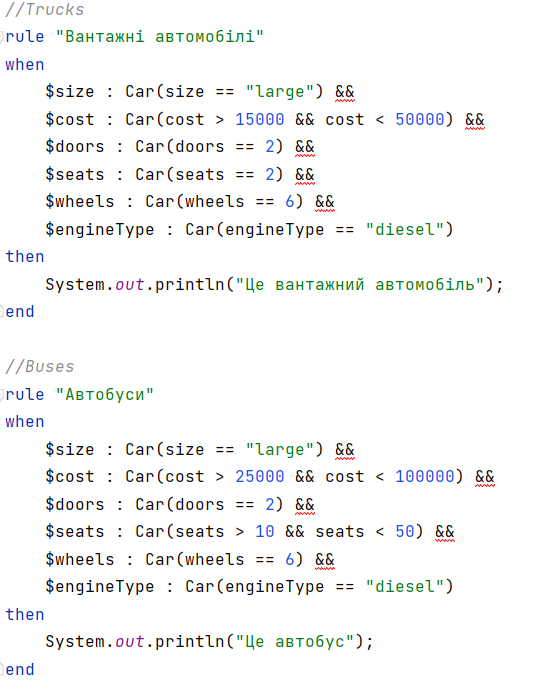 //Trucks
rule "Вантажні автомобілі"
when
    $size : Car(size == "large") &&
    $cost : Car(cost > 15000 && cost < 50000) &&
    $doors : Car(doors == 2) &&
    $seats : Car(seats == 2) &&
    $wheels : Car(wheels == 6) &&
    $engineType : Car(engineType == "diesel")
then
    System.out.println("Це вантажний автомобіль");
end

//Buses
rule "Автобуси"
when
    $size : Car(size == "large") &&
    $cost : Car(cost > 25000 && cost < 100000) &&
    $doors : Car(doors == 2) &&
    $seats : Car(seats > 10 && seats < 50) &&
    $wheels : Car(wheels == 6) &&
    $engineType : Car(engineType == "diesel")
then
    System.out.println("Це автобус");
end